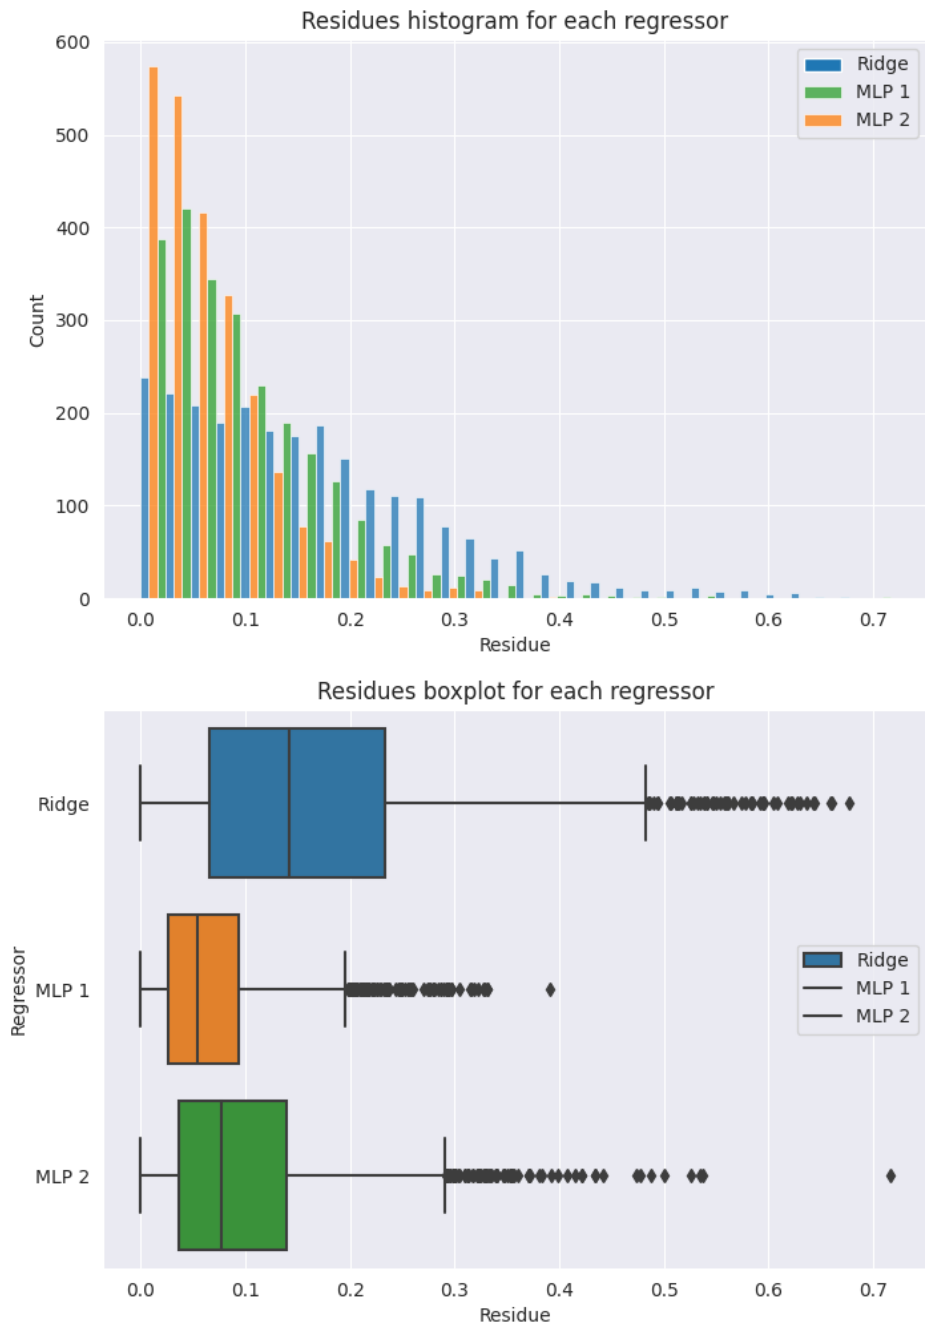 Residues histogram for each regressor
600
500
400
300
200
100
0
Count
Ridge
MLP 1
MLP 2
0.0 0.1 0.2 0.3 0.4 0.5 0.6 0.7
Residue
Residues boxplot for each regressor
Regressor
Ridge
MLP 1
MLP 2
Ridge
MLP 1
MLP 2
0.0 0.1 0.2 0.3 0.4 0.5 0.6 0.7
Residue